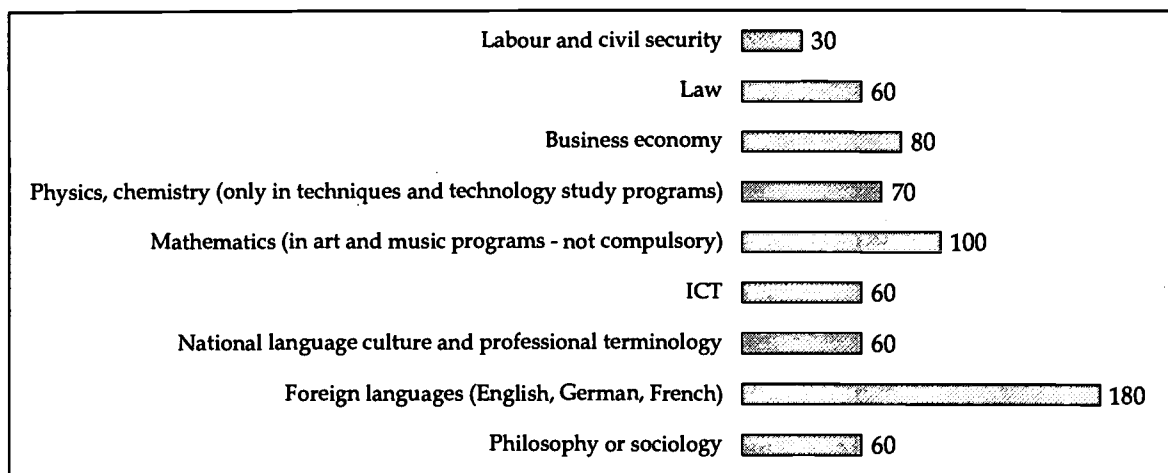 Labour and civil security 30
Law 60
Business economy 80
Physics, chemistry (only in techniques and technology study programs) 70
Mathematics (in art and music programs - not compulsory) 100
ICT 60
National language culture and professional terminology 60
Foreign languages (English, German, French) 180
Philosophy or sociology 60